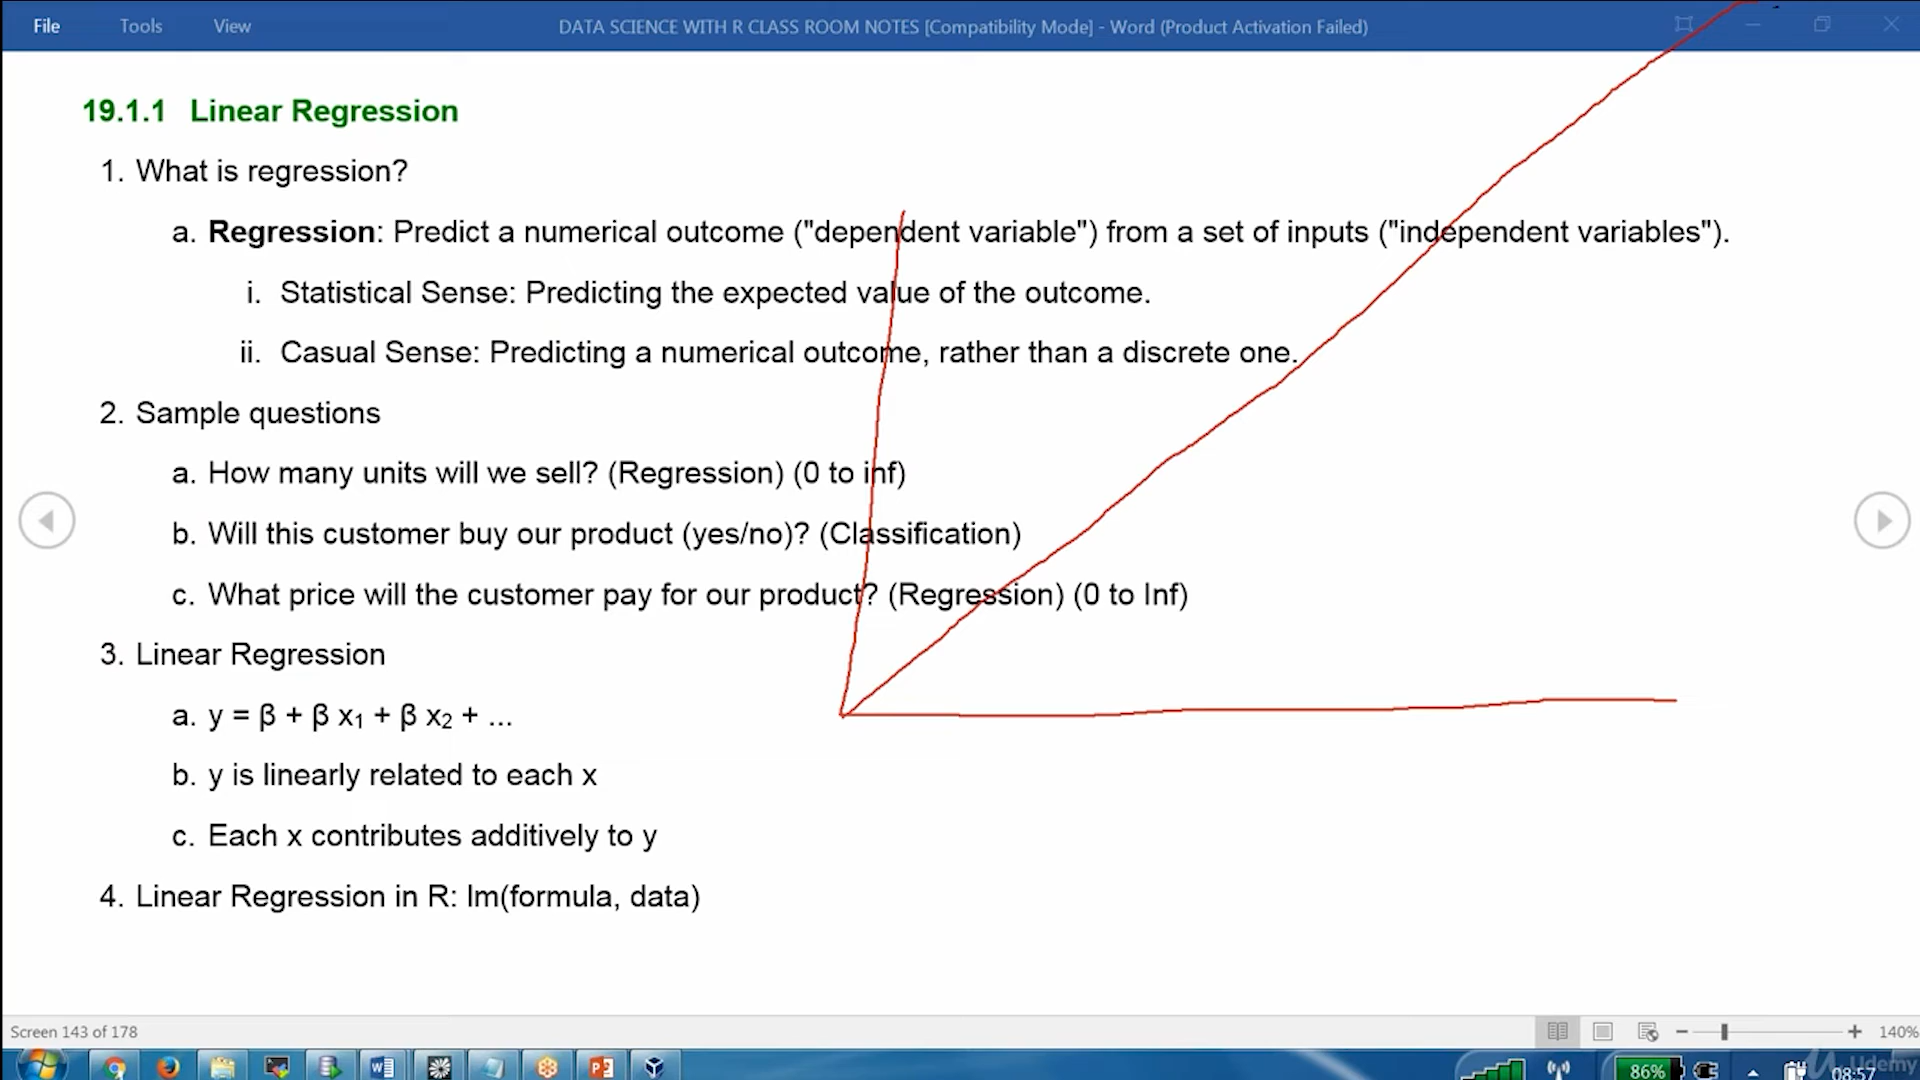 File Tools View DATA SCIENCE WITH R CLASS ROOM NOTES [Compatibility Mode] - Word (Product Activation Failed)
19.1.1 Linear Regression
1. What is regression?
a. Regression: Predict a numerical outcome ("dependent variable") from a set of inputs ("independent variables").
i. Statistical Sense: Predicting the expected value of the outcome.
ii. Casual Sense: Predicting a numerical outcome, rather than a discrete one.
2. Sample questions
a. How many units will we sell? (Regression) (0 to inf)
b. Will this customer buy our product (yes/no)? (Classification)
c. What price will the customer pay for our product? (Regression) (0 to Inf)
3. Linear Regression
a. y = β + β x₁ + β x₂ + ...
b. y is linearly related to each x
c. Each x contributes additively to y
4. Linear Regression in R: lm(formula, data)
Screen 143 of 178 140%
86% 08:57 Udemy